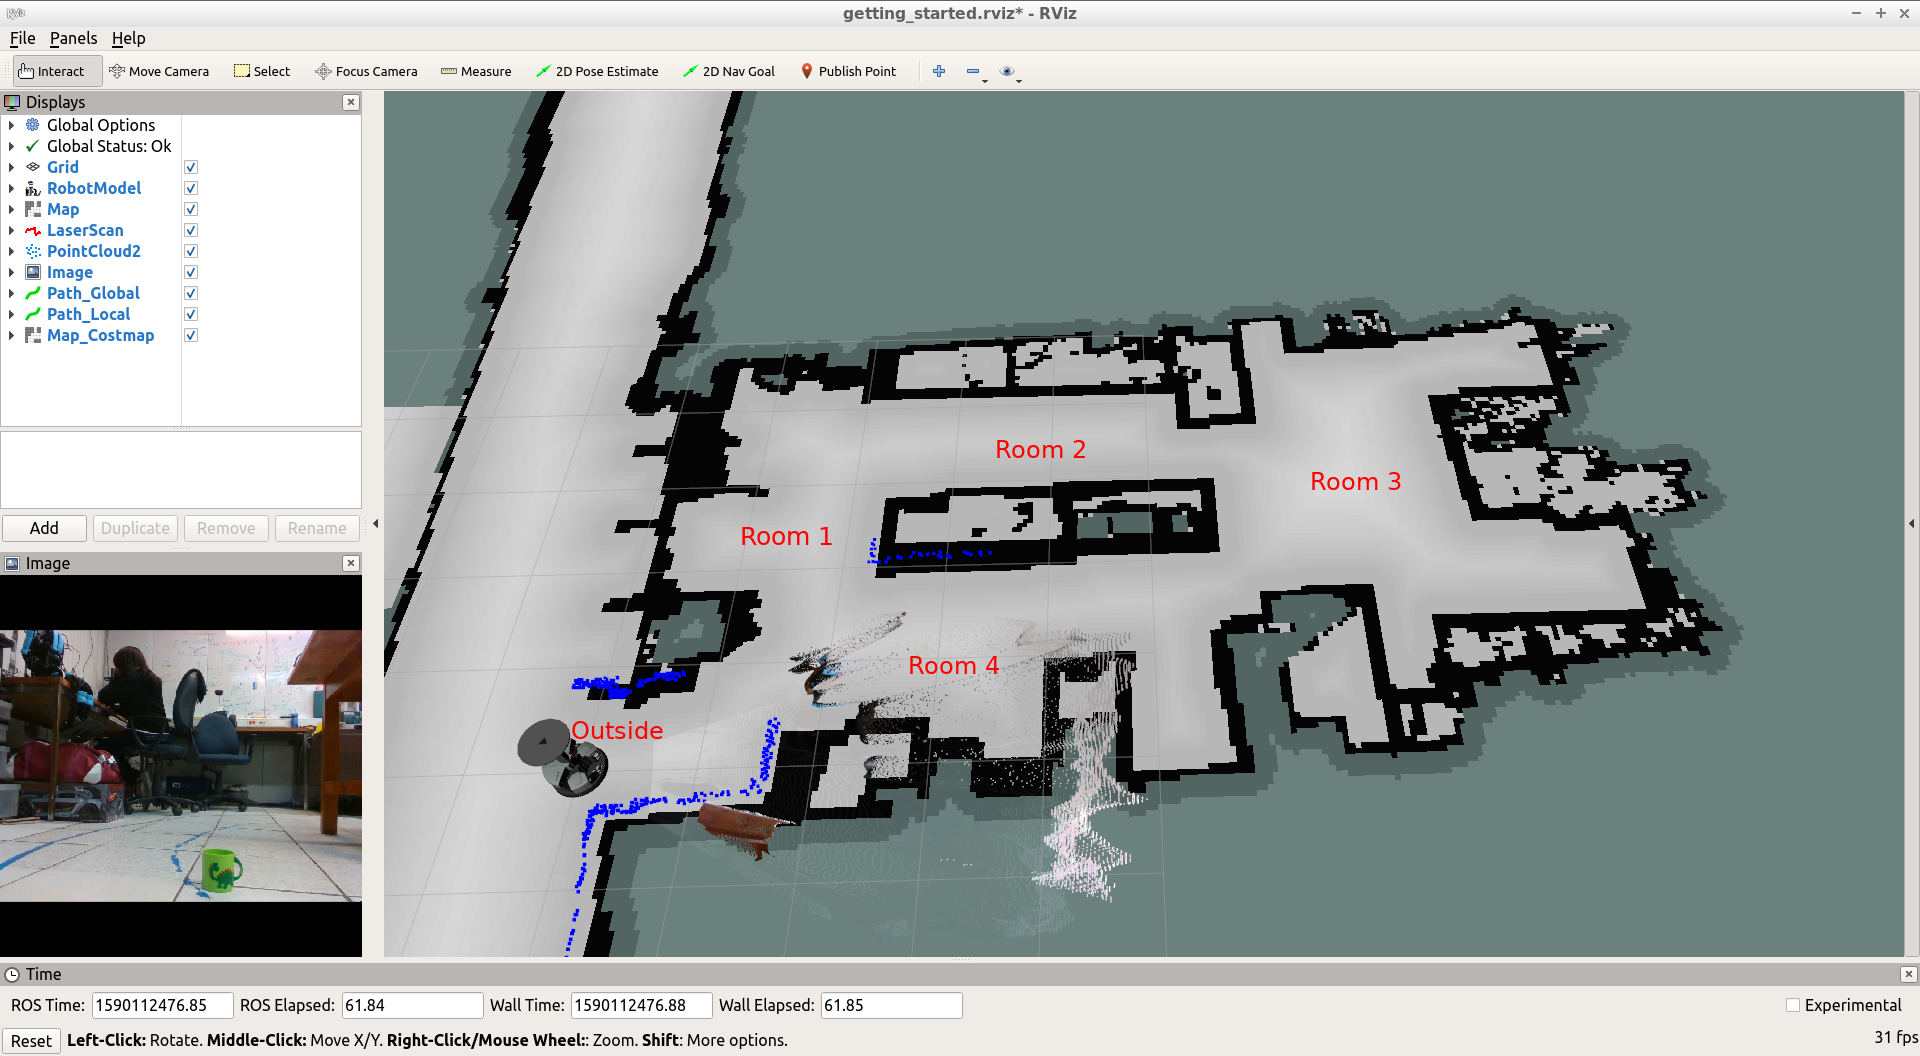 RViz
getting_started.rviz* - RViz
File Panels Help
Interact Move Camera Select Focus Camera Measure 2D Pose Estimate 2D Nav Goal Publish Point
Displays
Global Options
Global Status: Ok
Grid
RobotModel
Map
LaserScan
PointCloud2
Image
Path_Global
Path_Local
Map_Costmap
Add Duplicate Remove Rename
Image
Room 2
Room 3
Room 1
Room 4
Outside
Time
ROS Time: 1590112476.85 ROS Elapsed: 61.84 Wall Time: 1590112476.88 Wall Elapsed: 61.85 Experimental
Reset Left-Click: Rotate. Middle-Click: Move X/Y. Right-Click/Mouse Wheel:: Zoom. Shift: More options. 31 fps